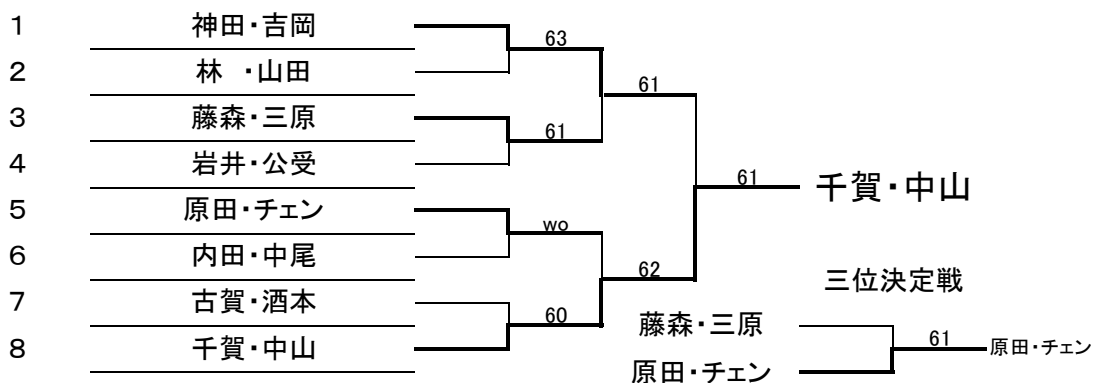 1 神田・吉岡
63
2 林 ・山田
61
3 藤森・三原
61
4 岩井・公受
61 千賀・中山
5 原田・チェン
wo
6 内田・中尾
62
三位決定戦
7 古賀・酒本
60
藤森・三原
8 千賀・中山
61 原田・チェン
原田・チェン